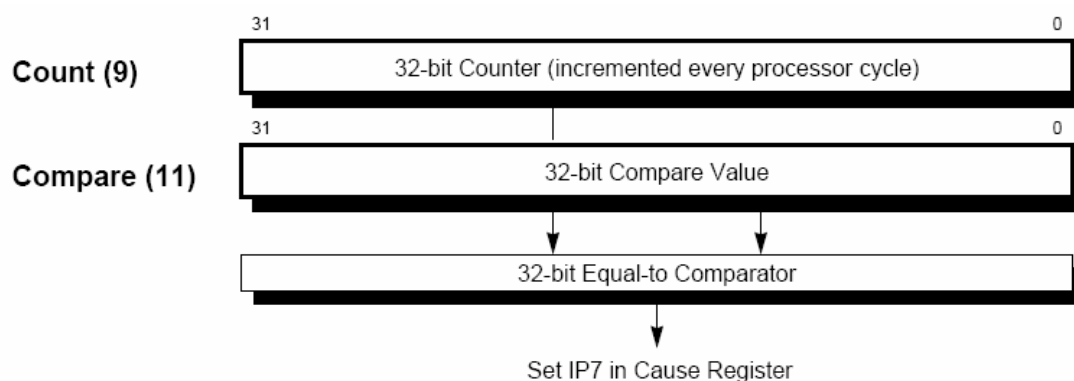 31 0
Count (9) 32-bit Counter (incremented every processor cycle)
31 0
Compare (11) 32-bit Compare Value
32-bit Equal-to Comparator
Set IP7 in Cause Register